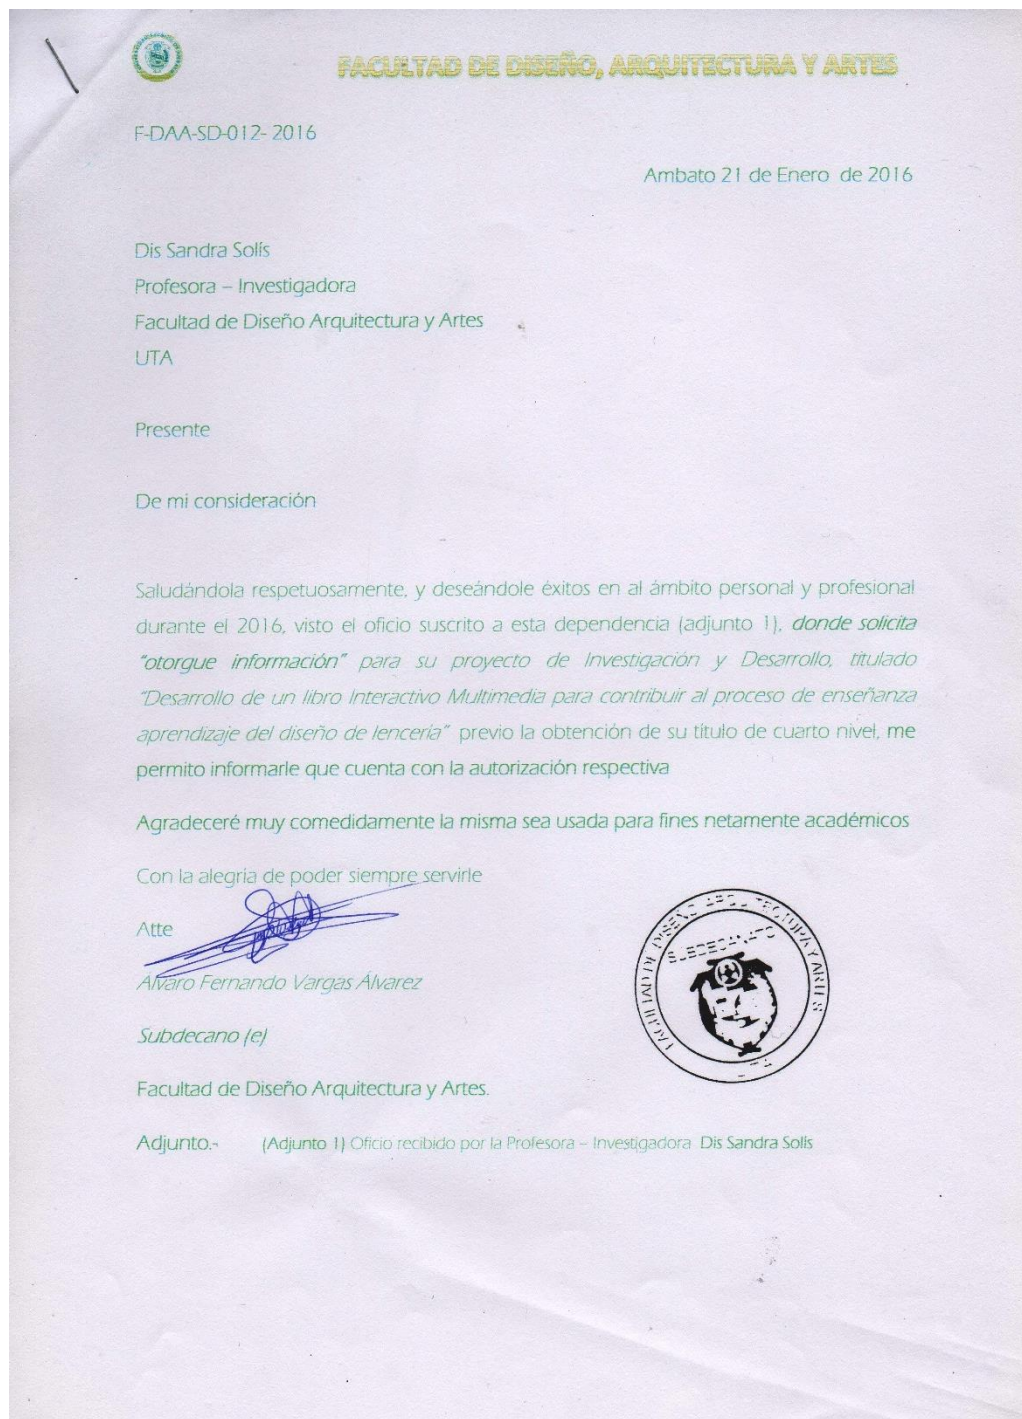 FACULTAD DE DISEÑO, ARQUITECTURA Y ARTES
F-DAA-SD-012- 2016
Ambato 21 de Enero de 2016
Dis Sandra Solís
Profesora – Investigadora
Facultad de Diseño Arquitectura y Artes
UTA
Presente
De mi consideración
Saludándola respetuosamente, y deseándole éxitos en al ámbito personal y profesional
durante el 2016, visto el oficio suscrito a esta dependencia (adjunto 1), donde solicita
"otorgue información" para su proyecto de Investigación y Desarrollo, titulado
"Desarrollo de un libro Interactivo Multimedia para contribuir al proceso de enseñanza
aprendizaje del diseño de lencería" previo la obtención de su título de cuarto nivel, me
permito informarle que cuenta con la autorización respectiva
Agradeceré muy comedidamente la misma sea usada para fines netamente académicos
Con la alegria de poder siempre servirle
Atte
Alvaro Fernando Vargas Álvarez
Subdecano (e)
FACULTAD DE DISEÑO ARQUITECTURA Y ARTES
SUBDECANATO
Facultad de Diseño Arquitectura y Artes.
Adjunto.- (Adjunto 1) Oficio recibido por la Profesora – Investigadora Dis Sandra Solís